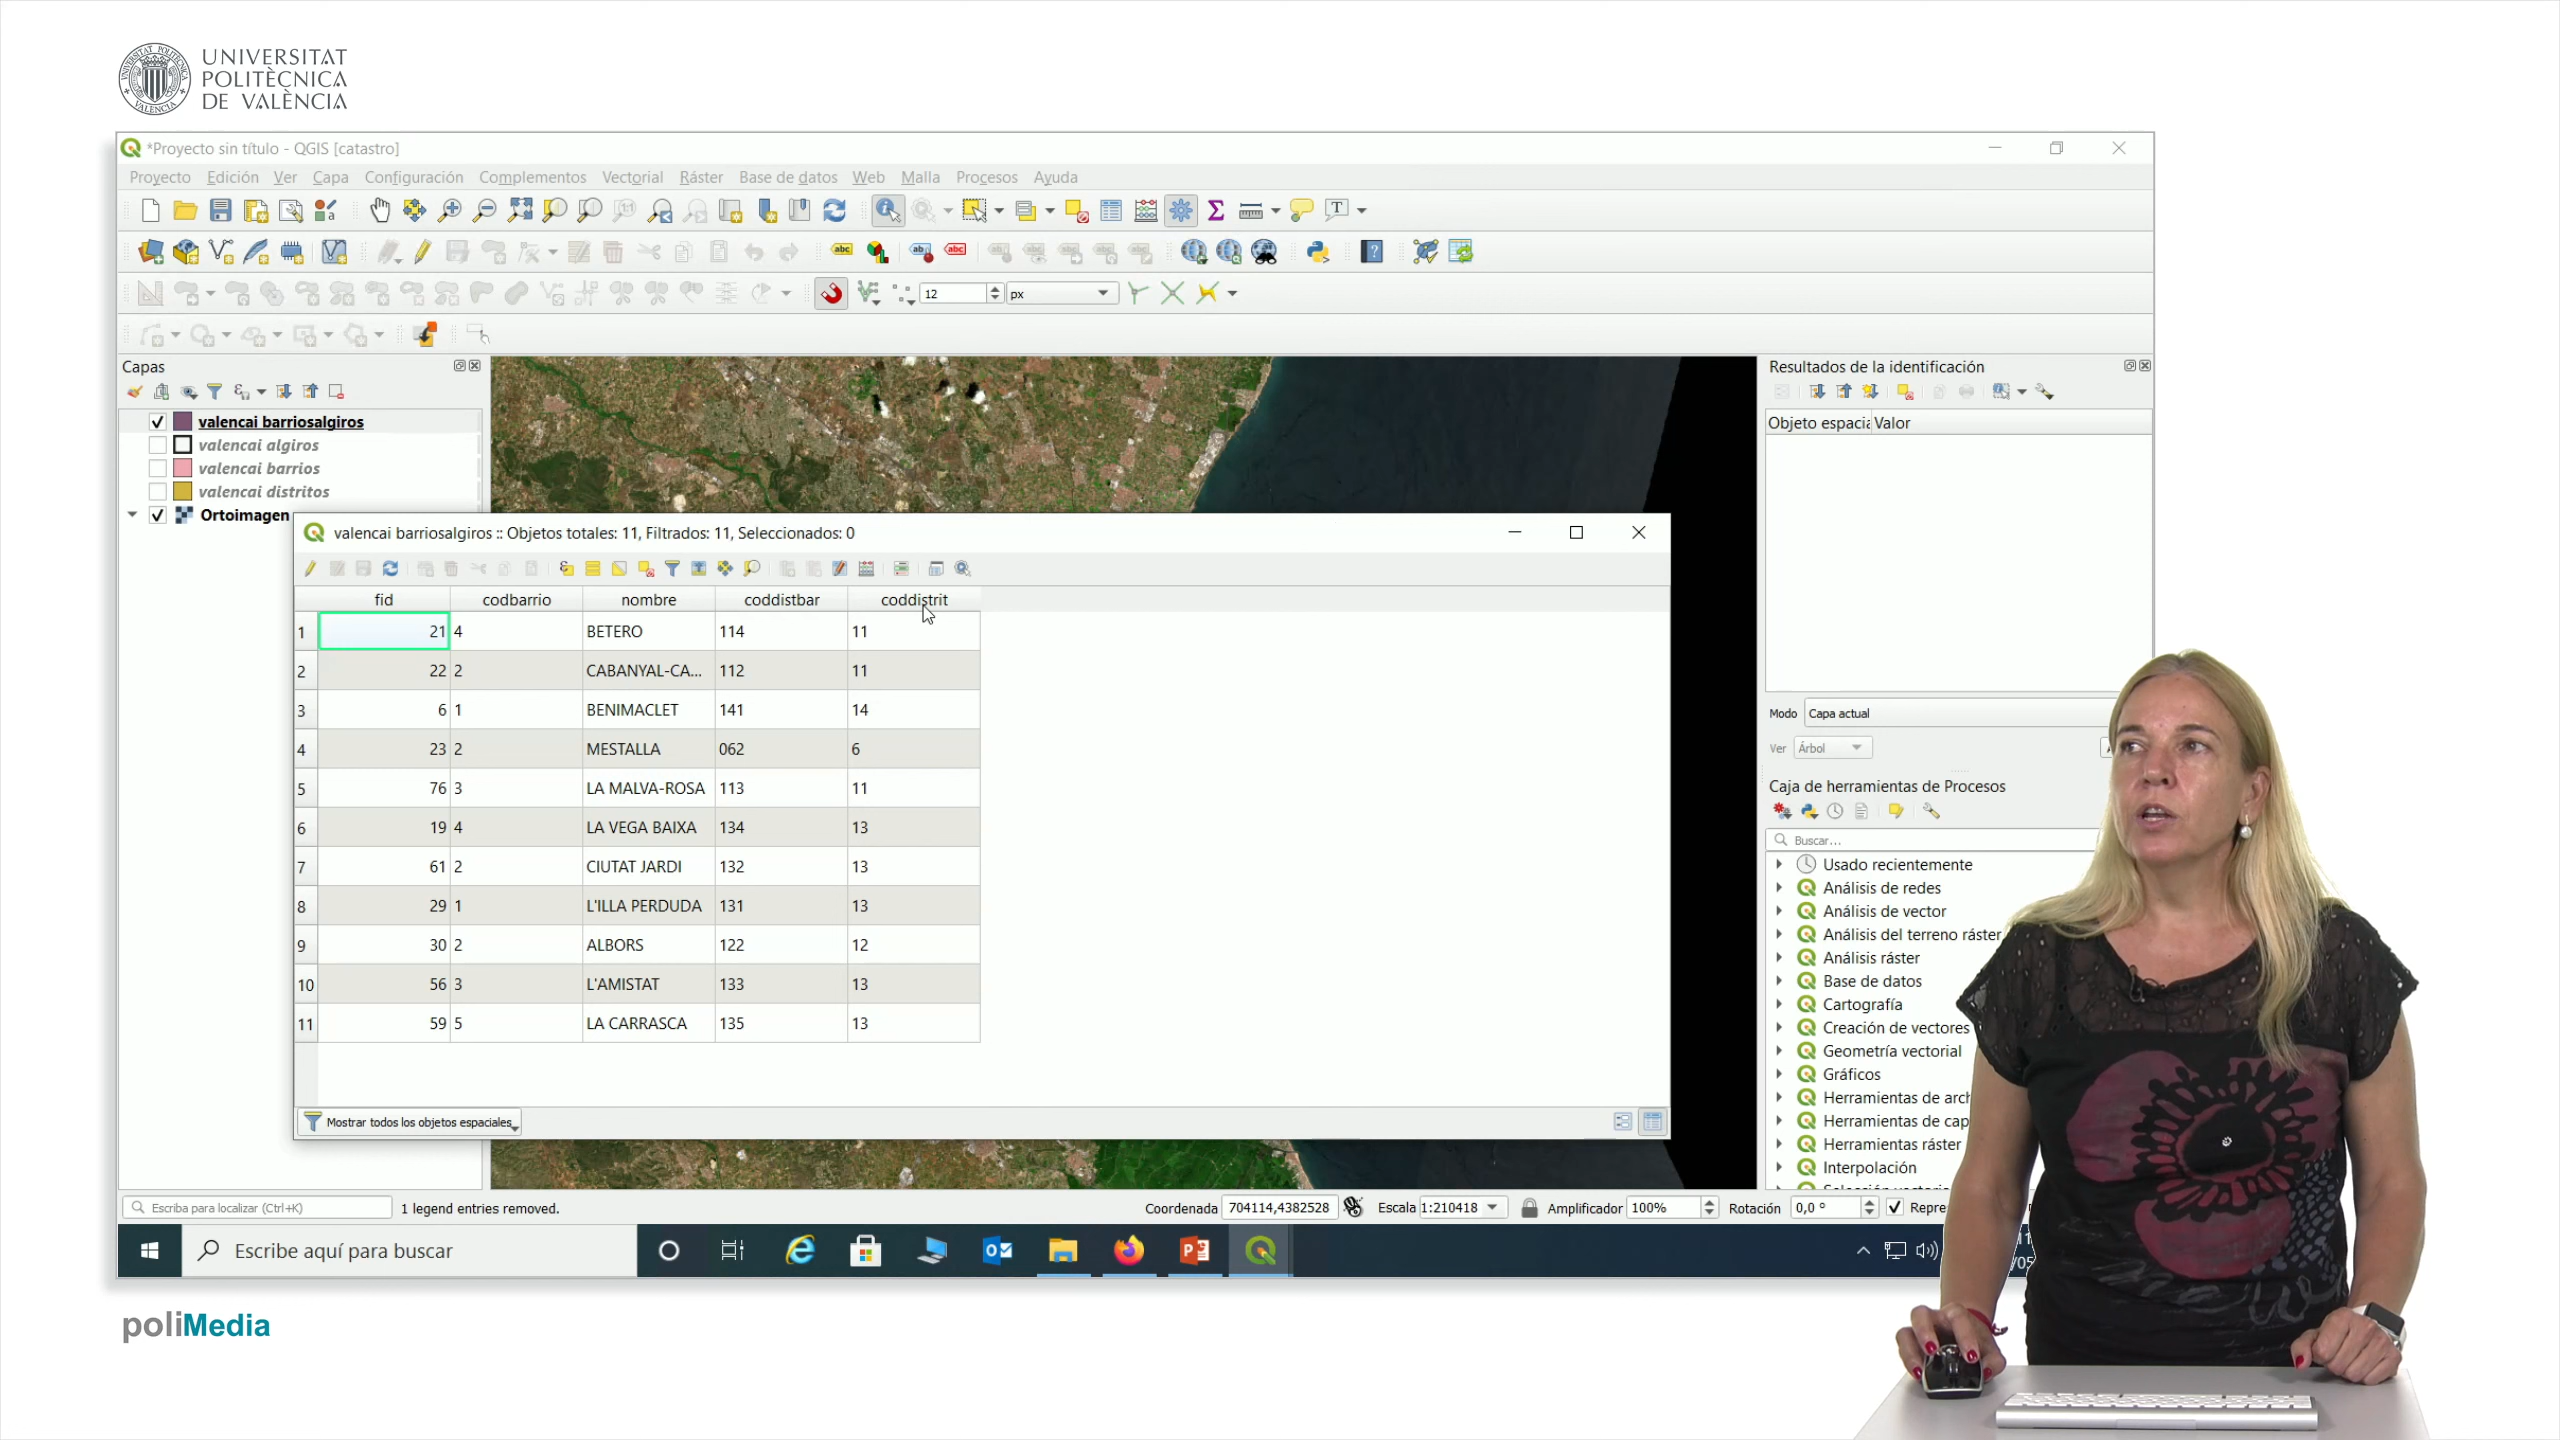 UNIVERSITAT
POLITÈCNICA
DE VALÈNCIA
*Proyecto sin título - QGIS [catastro]
Proyecto Edición Ver Capa Configuración Complementos Vectorial Ráster Base de datos Web Malla Procesos Ayuda
12 px
Capas
valencai barriosalgiros
valencai algiros
valencai barrios
valencai distritos
Ortoimagen
Resultados de la identificación
Objeto espacia Valor
valencai barriosalgiros :: Objetos totales: 11, Filtrados: 11, Seleccionados: 0
fid codbarrio nombre coddistbar coddistrit
1 21 4 BETERO 114 11
2 22 2 CABANYAL-CA... 112 11
3 6 1 BENIMACLET 141 14
4 23 2 MESTALLA 062 6
5 76 3 LA MALVA-ROSA 113 11
6 19 4 LA VEGA BAIXA 134 13
7 61 2 CIUTAT JARDI 132 13
8 29 1 L'ILLA PERDUDA 131 13
9 30 2 ALBORS 122 12
10 56 3 L'AMISTAT 133 13
11 59 5 LA CARRASCA 135 13
Mostrar todos los objetos espaciales
Modo Capa actual
Ver Árbol
Caja de herramientas de Procesos
Buscar...
Usado recientemente
Análisis de redes
Análisis de vector
Análisis del terreno ráster
Análisis ráster
Base de datos
Cartografía
Creación de vectores
Geometría vectorial
Gráficos
Herramientas de arch
Herramientas de cap
Herramientas ráster
Interpolación
Escriba para localizar (Ctrl+K) 1 legend entries removed. Coordenada 704114,4382528 Escala 1:210418 Amplificador 100% Rotación 0,0 ° Repre
Escribe aquí para buscar
poliMedia